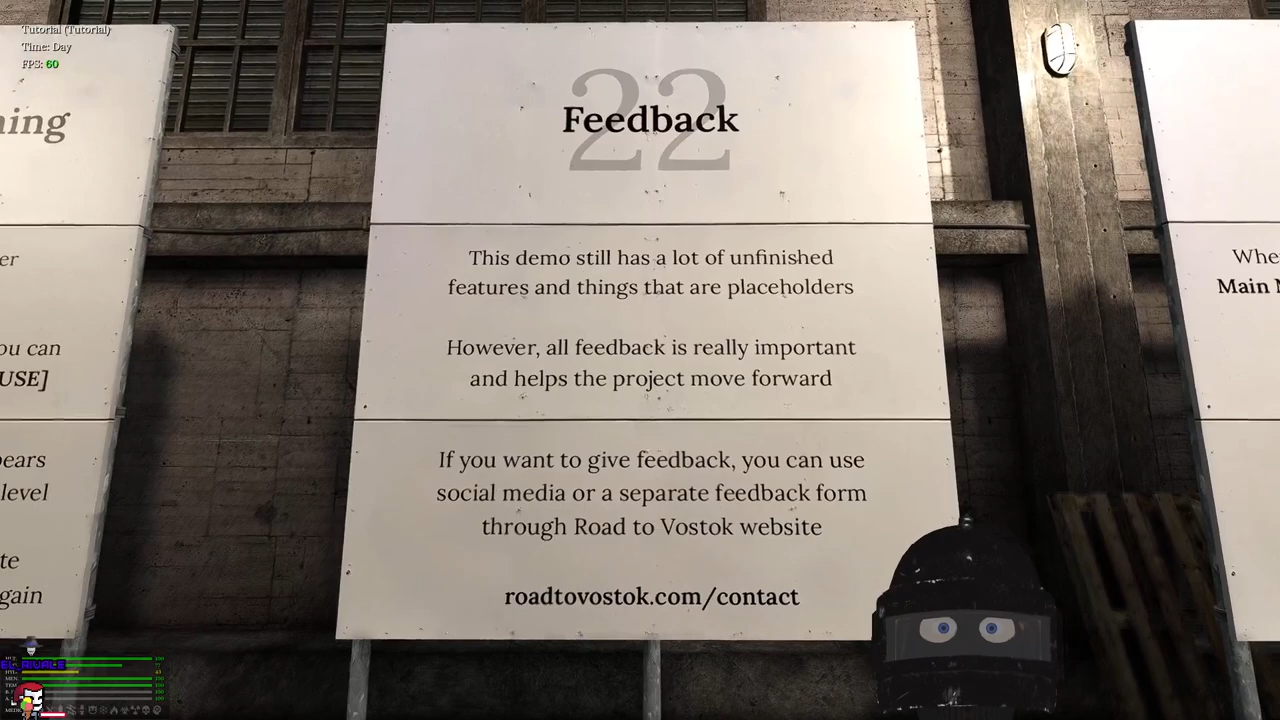 Tutorial (Tutorial)
Time: Day
FPS: 60
ning
er
ou can
USE]
pears
level
te
gain
22
Feedback
This demo still has a lot of unfinished
features and things that are placeholders
However, all feedback is really important
and helps the project move forward
If you want to give feedback, you can use
social media or a separate feedback form
through Road to Vostok website
roadtovostok.com/contact
Whe
Main M
EL RIVALE